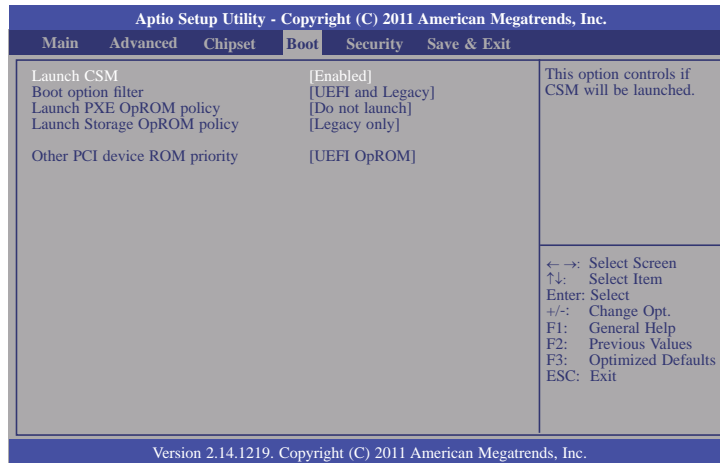 Aptio Setup Utility - Copyright (C) 2011 American Megatrends, Inc.
Main Advanced Chipset Boot Security Save & Exit
Launch CSM [Enabled]
Boot option filter [UEFI and Legacy]
Launch PXE OpROM policy [Do not launch]
Launch Storage OpROM policy [Legacy only]
Other PCI device ROM priority [UEFI OpROM]
This option controls if
CSM will be launched.
← →: Select Screen
↑↓: Select Item
Enter: Select
+/-: Change Opt.
F1: General Help
F2: Previous Values
F3: Optimized Defaults
ESC: Exit
Version 2.14.1219. Copyright (C) 2011 American Megatrends, Inc.